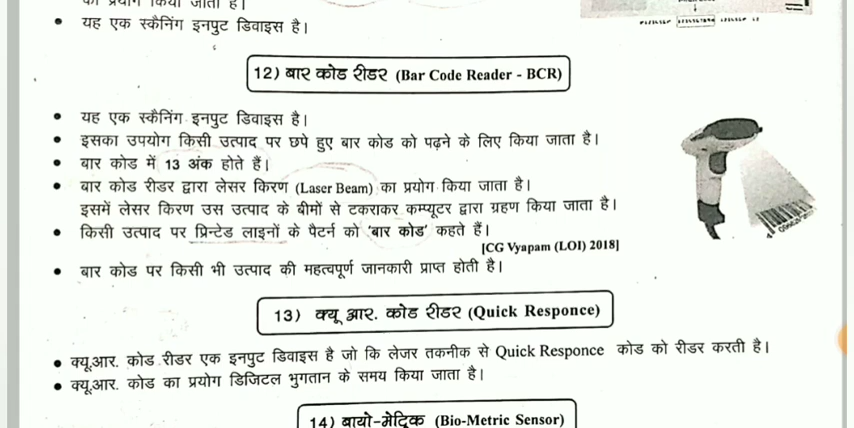 का प्रयोग किया जाता है।
• यह एक स्कैनिंग इनपुट डिवाइस है।
12) बार कोड रीडर (Bar Code Reader - BCR)
• यह एक स्कैनिंग इनपुट डिवाइस है।
• इसका उपयोग किसी उत्पाद पर छपे हुए बार कोड को पढ़ने के लिए किया जाता है।
• बार कोड में 13 अंक होते हैं।
• बार कोड रीडर द्वारा लेसर किरण (Laser Beam) का प्रयोग किया जाता है।
इसमें लेसर किरण उस उत्पाद के बीमों से टकराकर कम्प्यूटर द्वारा ग्रहण किया जाता है।
• किसी उत्पाद पर प्रिन्टेड लाइनों के पैटर्न को 'बार कोड' कहते हैं।
[CG Vyapam (LOI) 2018]
• बार कोड पर किसी भी उत्पाद की महत्वपूर्ण जानकारी प्राप्त होती है।
13) क्यू आर. कोड रीडर (Quick Responce)
• क्यू.आर. कोड रीडर एक इनपुट डिवाइस है जो कि लेजर तकनीक से Quick Responce कोड को रीडर करती है।
• क्यू.आर. कोड का प्रयोग डिजिटल भुगतान के समय किया जाता है।
14) बायो-मेट्रिक (Bio-Metric Sensor)